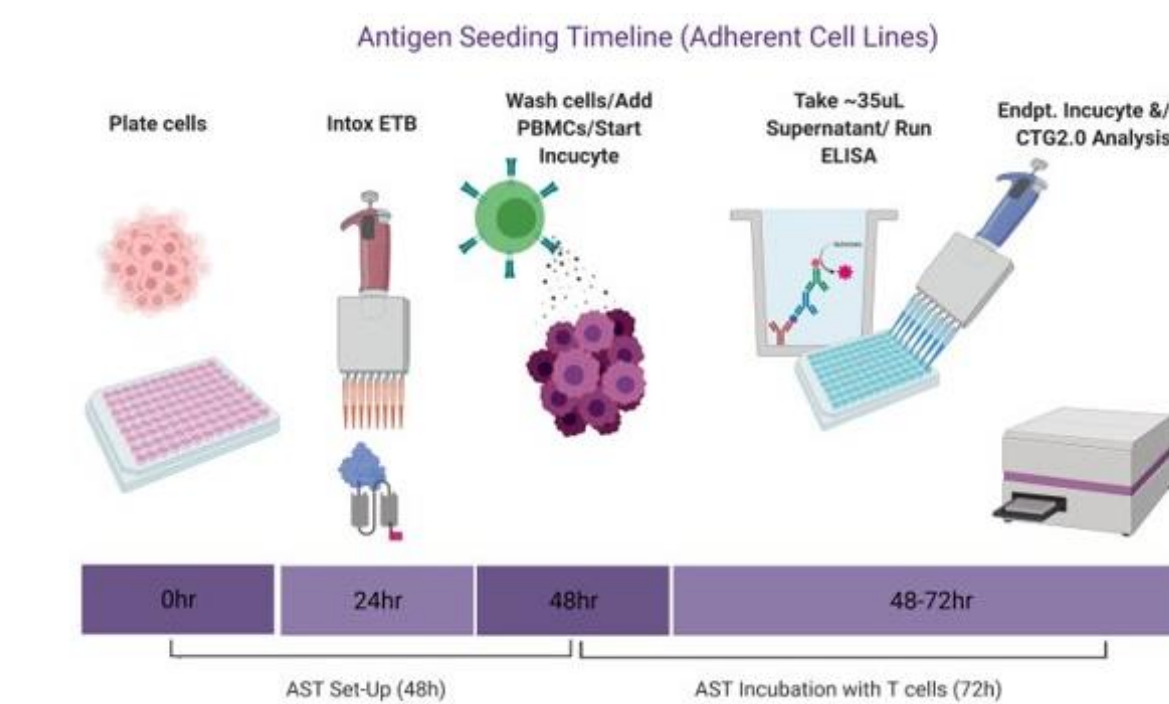 Antigen Seeding Timeline (Adherent Cell Lines)
Plate cells
Intox ETB
Wash cells/Add
PBMCs/Start
Incucyte
Take ~35uL
Supernatant/ Run
ELISA
Endpt. Incucyte &/
CTG2.0 Analysis
0hr
24hr
48hr
48-72hr
AST Set-Up (48h)
AST Incubation with T cells (72h)